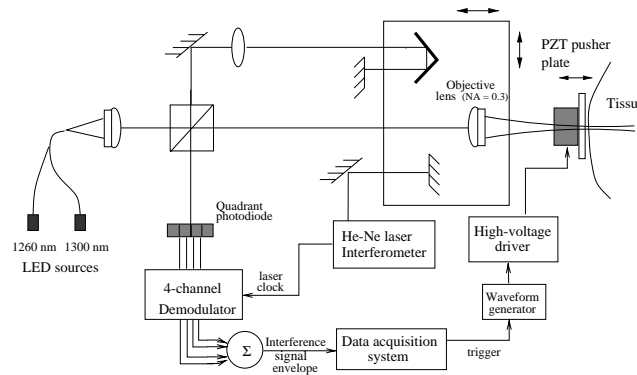 PZT pusher
plate
Objective
lens (NA = 0.3)
Tissu
1260 nm
1300 nm
LED sources
Quadrant
photodiode
He-Ne laser
Interferometer
High-voltage
driver
laser
clock
4-channel
Demodulator
Waveform
generator
Σ
Interference
signal
envelope
Data acquisition
system
trigger